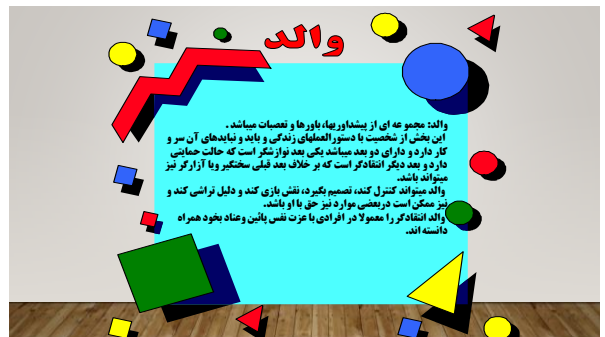 والد
والد: مجموعه ای از پیشداوریها، باورها و تعصبات میباشد .
این بخش از شخصیت با دستورالعملهای زندگی و باید و نبایدهای آن سر و
کار دارد و دارای دو بعد میباشد یکی بعد نوازشگر است که حالت حمایتی
دارد و بعد دیگر انتقادگر است که بر خلاف بعد قبلی سختگیر ویا آزارگر نیز
میتواند باشد.
والد میتواند کنترل کند، تصمیم بگیرد، نقش بازی کند و دلیل تراشی کند و
نیز ممکن است دربعضی موارد نیز حق با او باشد.
والد انتقادگر را معمولا در افرادی با عزت نفس پائین وعناد بخود همراه
دانسته اند.